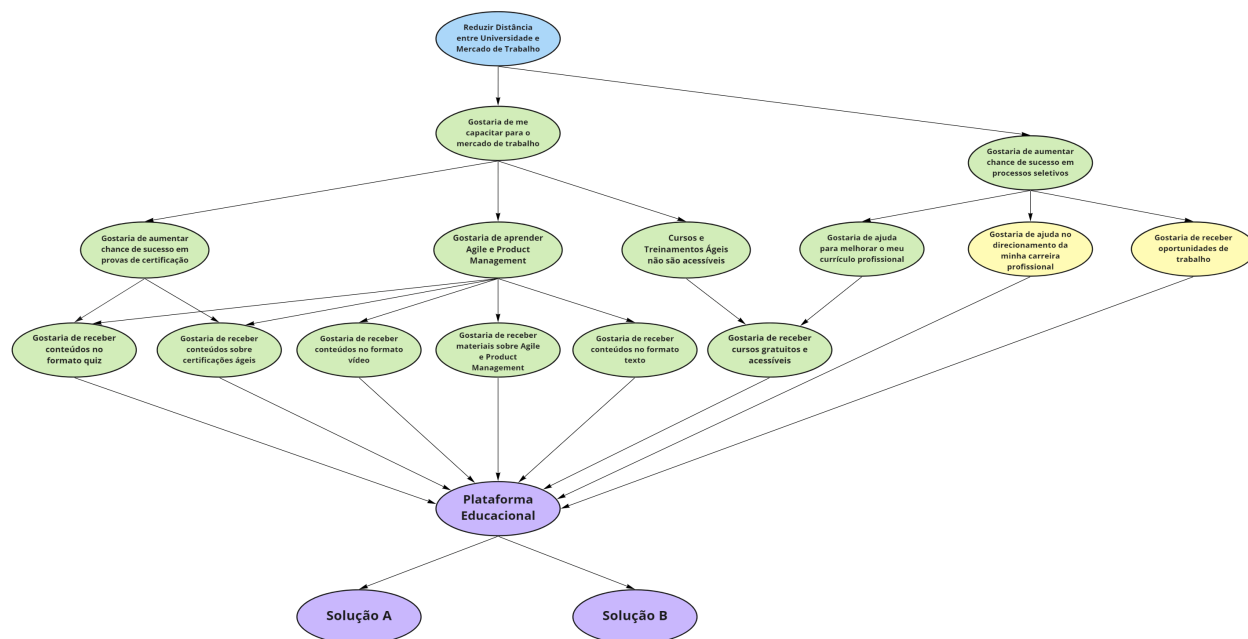 Reduzir Distância
entre Universidade e
Mercado de Trabalho
Gostaria de me
capacitar para o
mercado de trabalho
Gostaria de aumentar
chance de sucesso em
processos seletivos
Gostaria de aumentar
chance de sucesso em
provas de certificação
Gostaria de aprender
Agile e Product
Management
Cursos e
Treinamentos Ágeis
não são acessíveis
Gostaria de ajuda
para melhorar o meu
currículo profissional
Gostaria de ajuda no
direcionamento da
minha carreira
profissional
Gostaria de receber
oportunidades de
trabalho
Gostaria de receber
conteúdos no
formato quiz
Gostaria de receber
conteúdos sobre
certificações ágeis
Gostaria de receber
conteúdos no formato
vídeo
Gostaria de receber
materiais sobre Agile
e Product
Management
Gostaria de receber
conteúdos no formato
texto
Gostaria de receber
cursos gratuitos e
acessíveis
Plataforma
Educacional
Solução A
Solução B